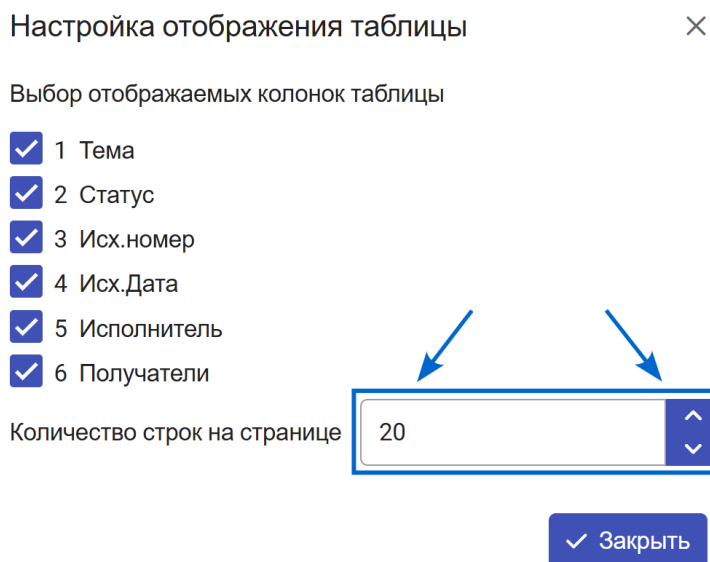 Настройка отображения таблицы
Выбор отображаемых колонок таблицы
1 Тема
2 Статус
3 Исх.номер
4 Исх.Дата
5 Исполнитель
6 Получатели
Количество строк на странице 20
Закрыть